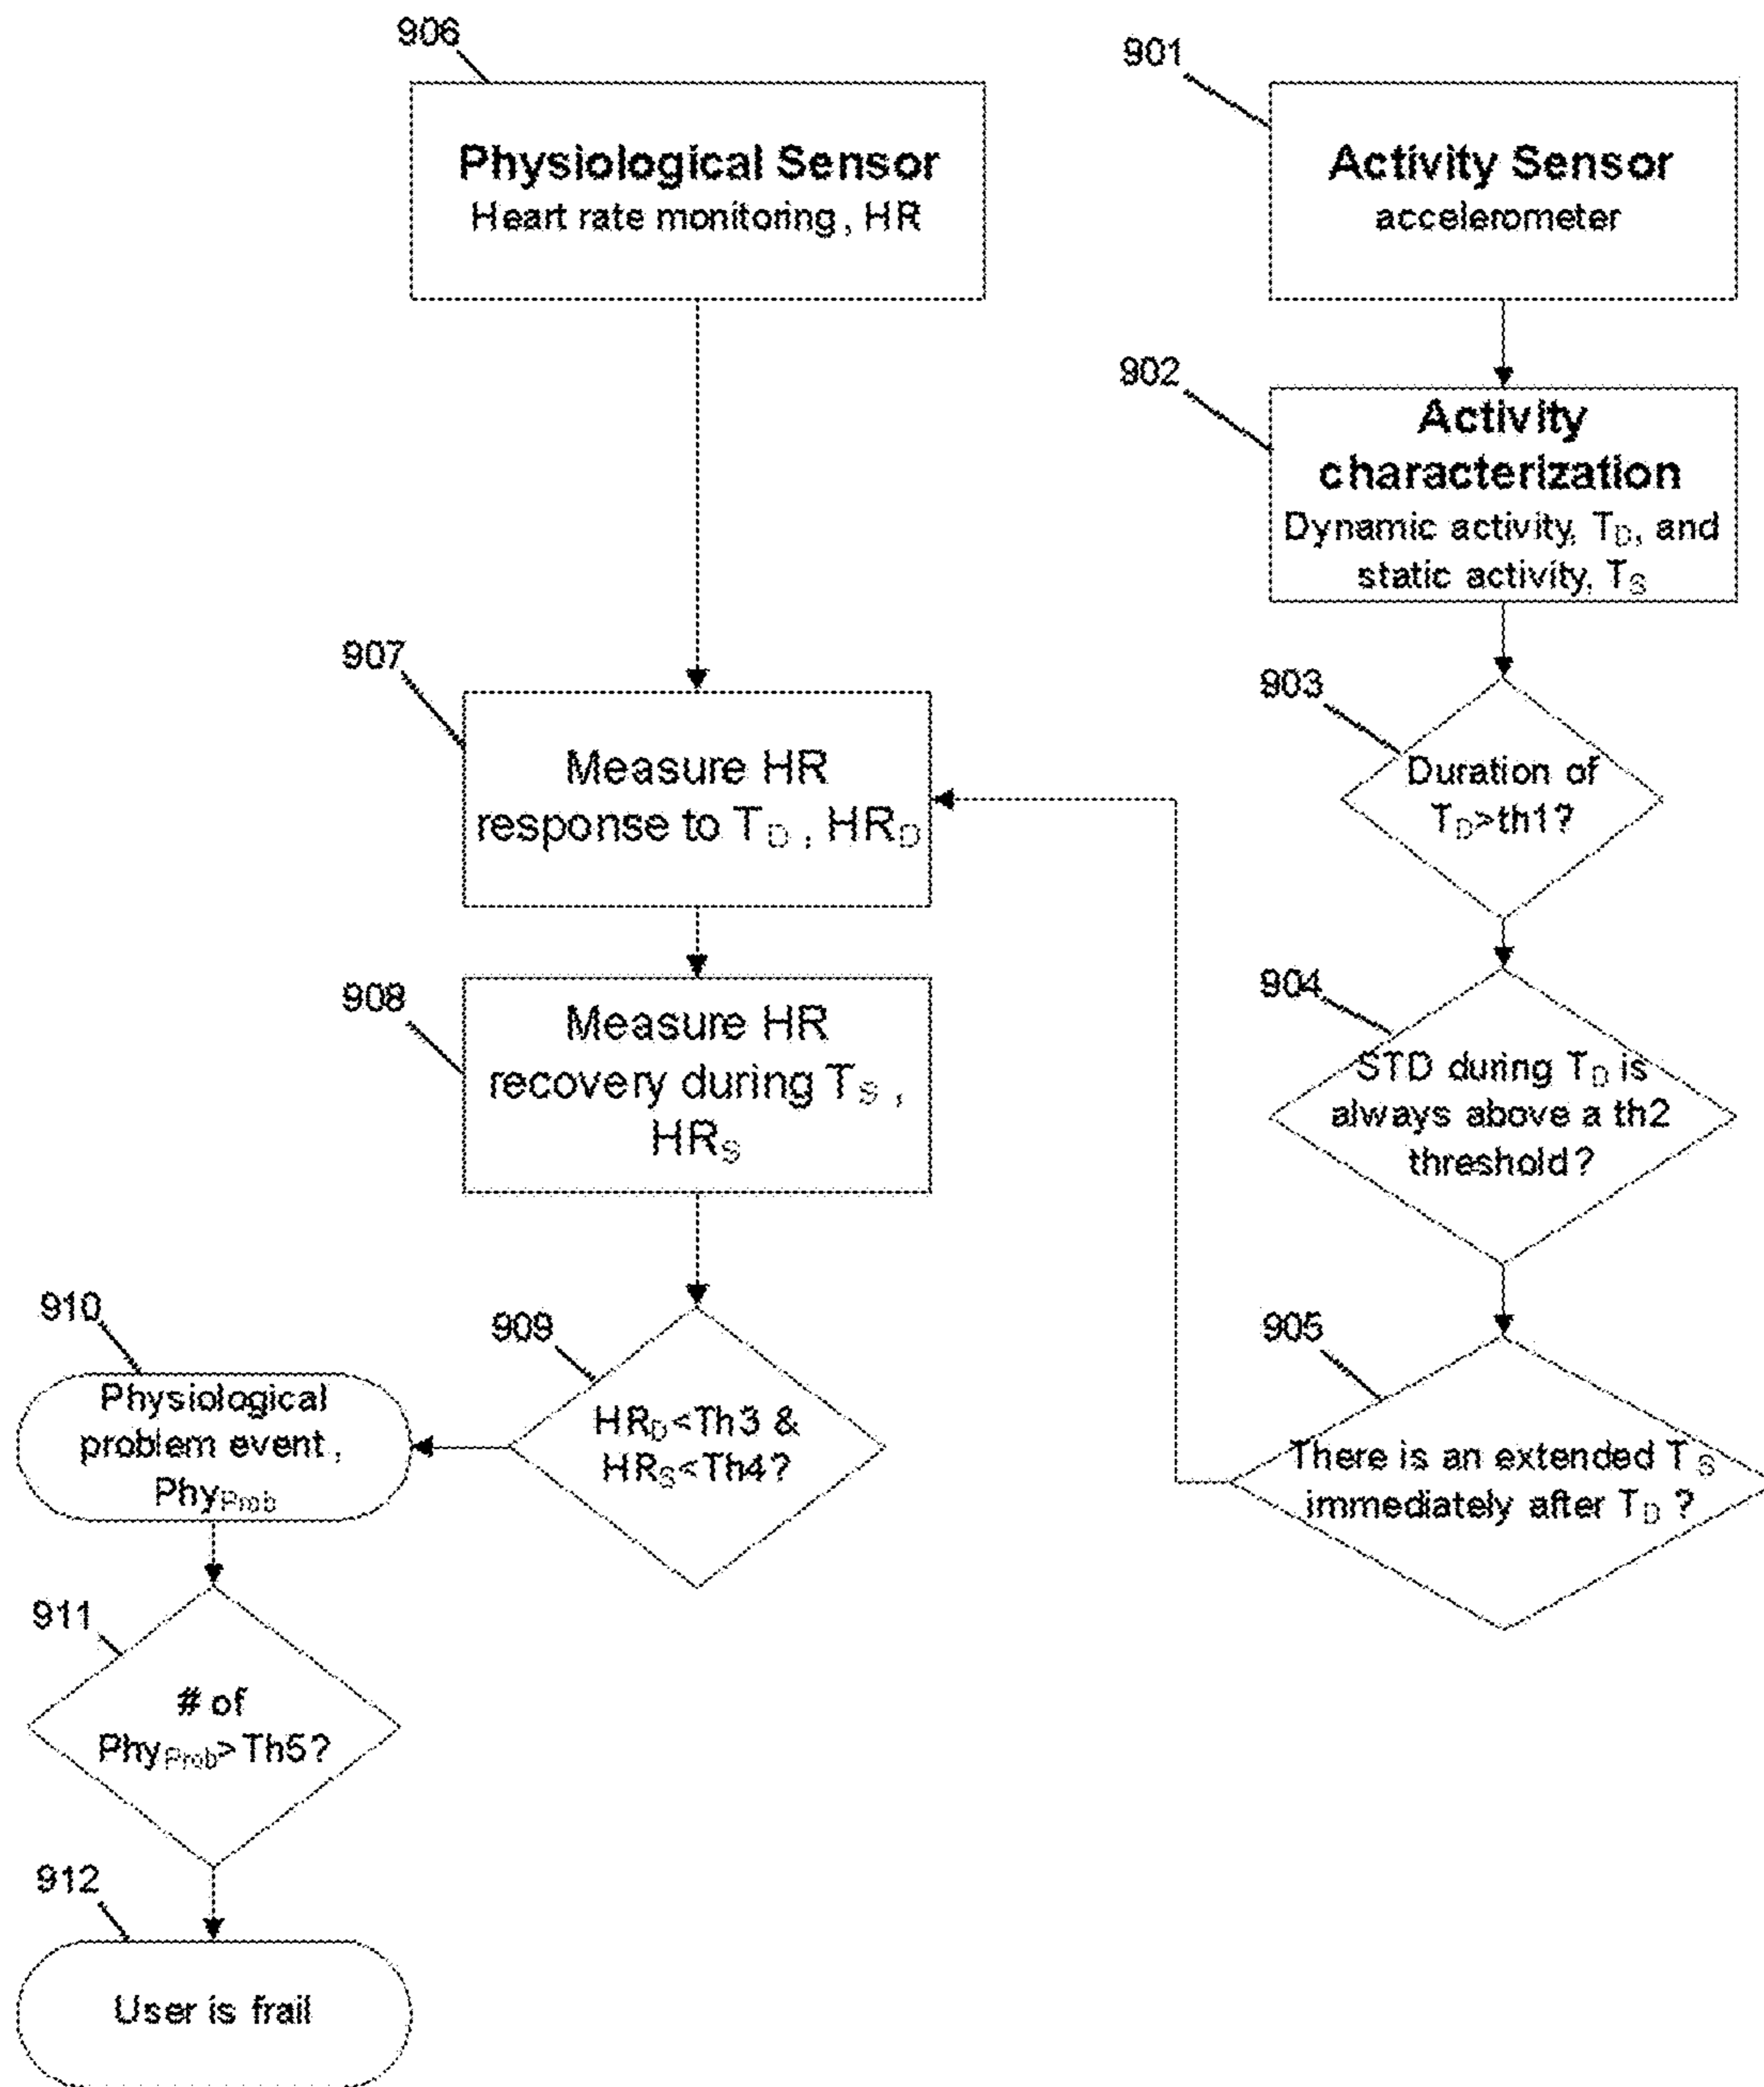 906
Physiological Sensor
Heart rate monitoring, HR
901
Activity Sensor
accelerometer
902
Activity
characterization
Dynamic activity, T_D, and
static activity, T_S
903
Duration of
T_D>th1?
904
STD during T_D is
always above a th2
threshold?
905
There is an extended T_S
immediately after T_D ?
907
Measure HR
response to T_D , HR_D
908
Measure HR
recovery during T_S ,
HR_S
909
HR_D<Th3 &
HR_S<Th4?
910
Physiological
problem event,
Phy_Prob
911
# of
Phy_Prob>Th5?
912
User is frail